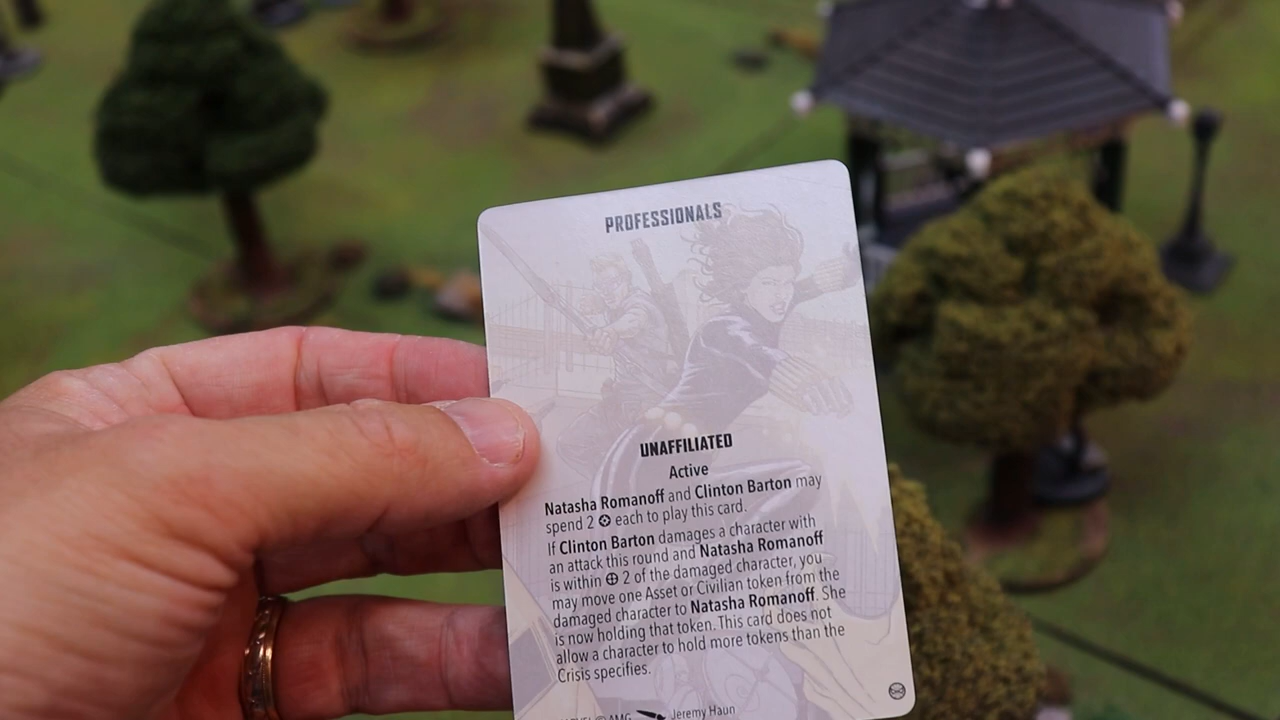 PROFESSIONALS
UNAFFILIATED
Active
Natasha Romanoff and Clinton Barton may
spend 2 each to play this card.
If Clinton Barton damages a character with
an attack this round and Natasha Romanoff
is within 2 of the damaged character, you
may move one Asset or Civilian token from the
damaged character to Natasha Romanoff. She
is now holding that token. This card does not
allow a character to hold more tokens than the
Crisis specifies.
© AMG Jeremy Haun